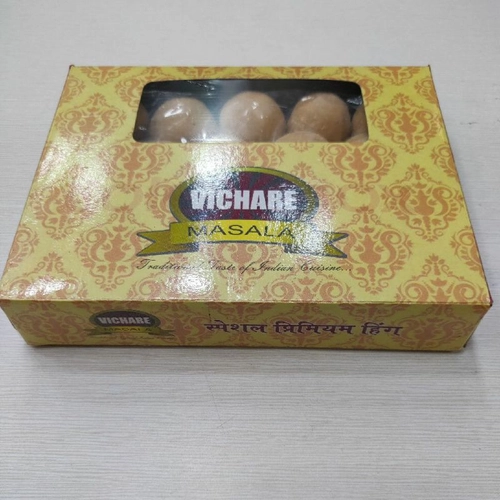 VICHARE
MASALA
Traditional Taste of Indian Cuisine...
VICHARE
स्पेशल प्रिमियम हिंग